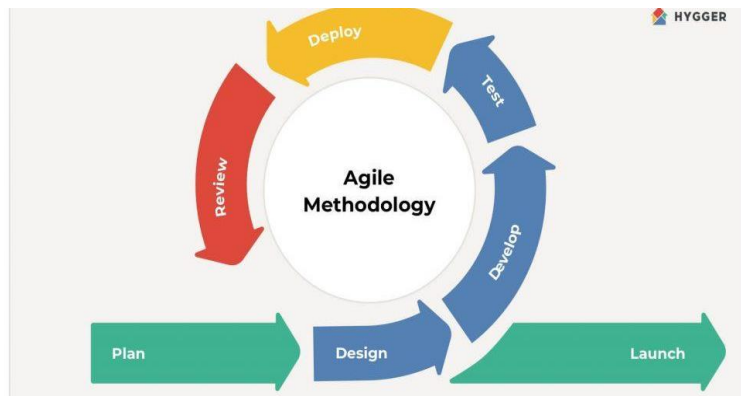 HYGGER
Deploy
Test
Review
Agile
Methodology
Develop
Plan
Design
Launch